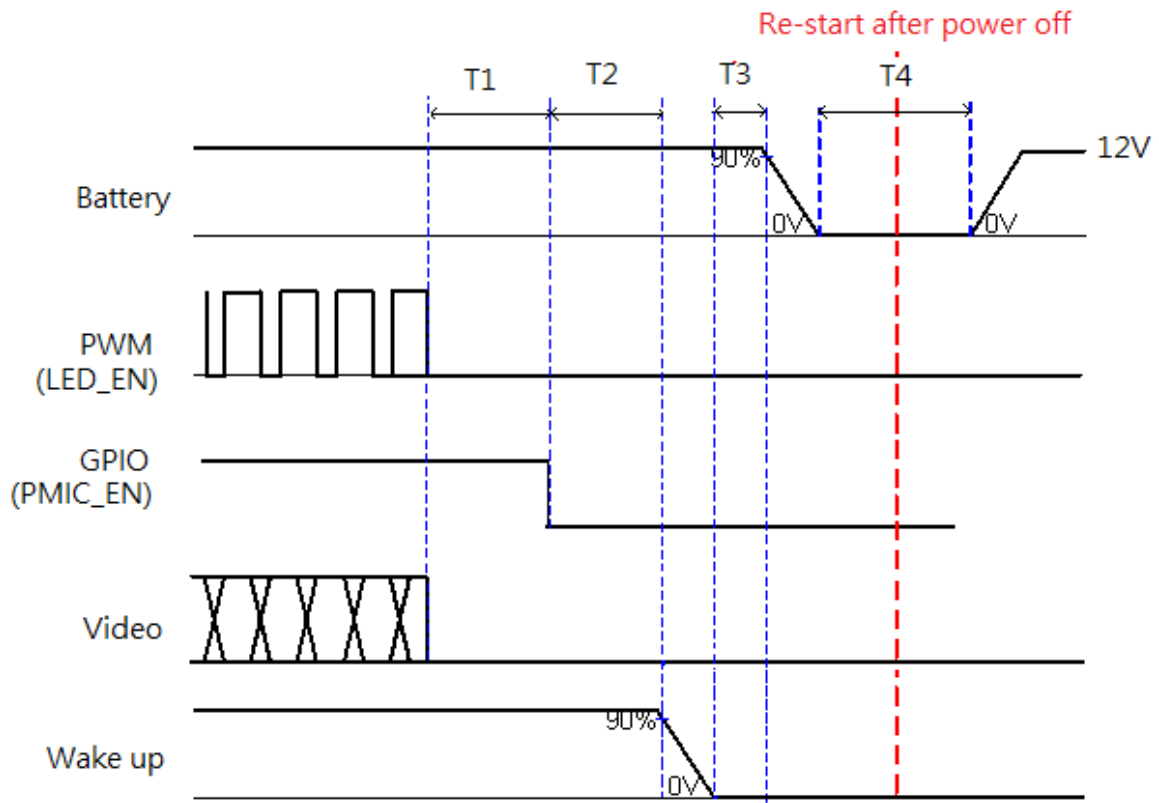 Re-start after power off
T1
T2
T3
T4
90%
12V
Battery
0V
0V
PWM
(LED_EN)
GPIO
(PMIC_EN)
Video
90%
Wake up
0V